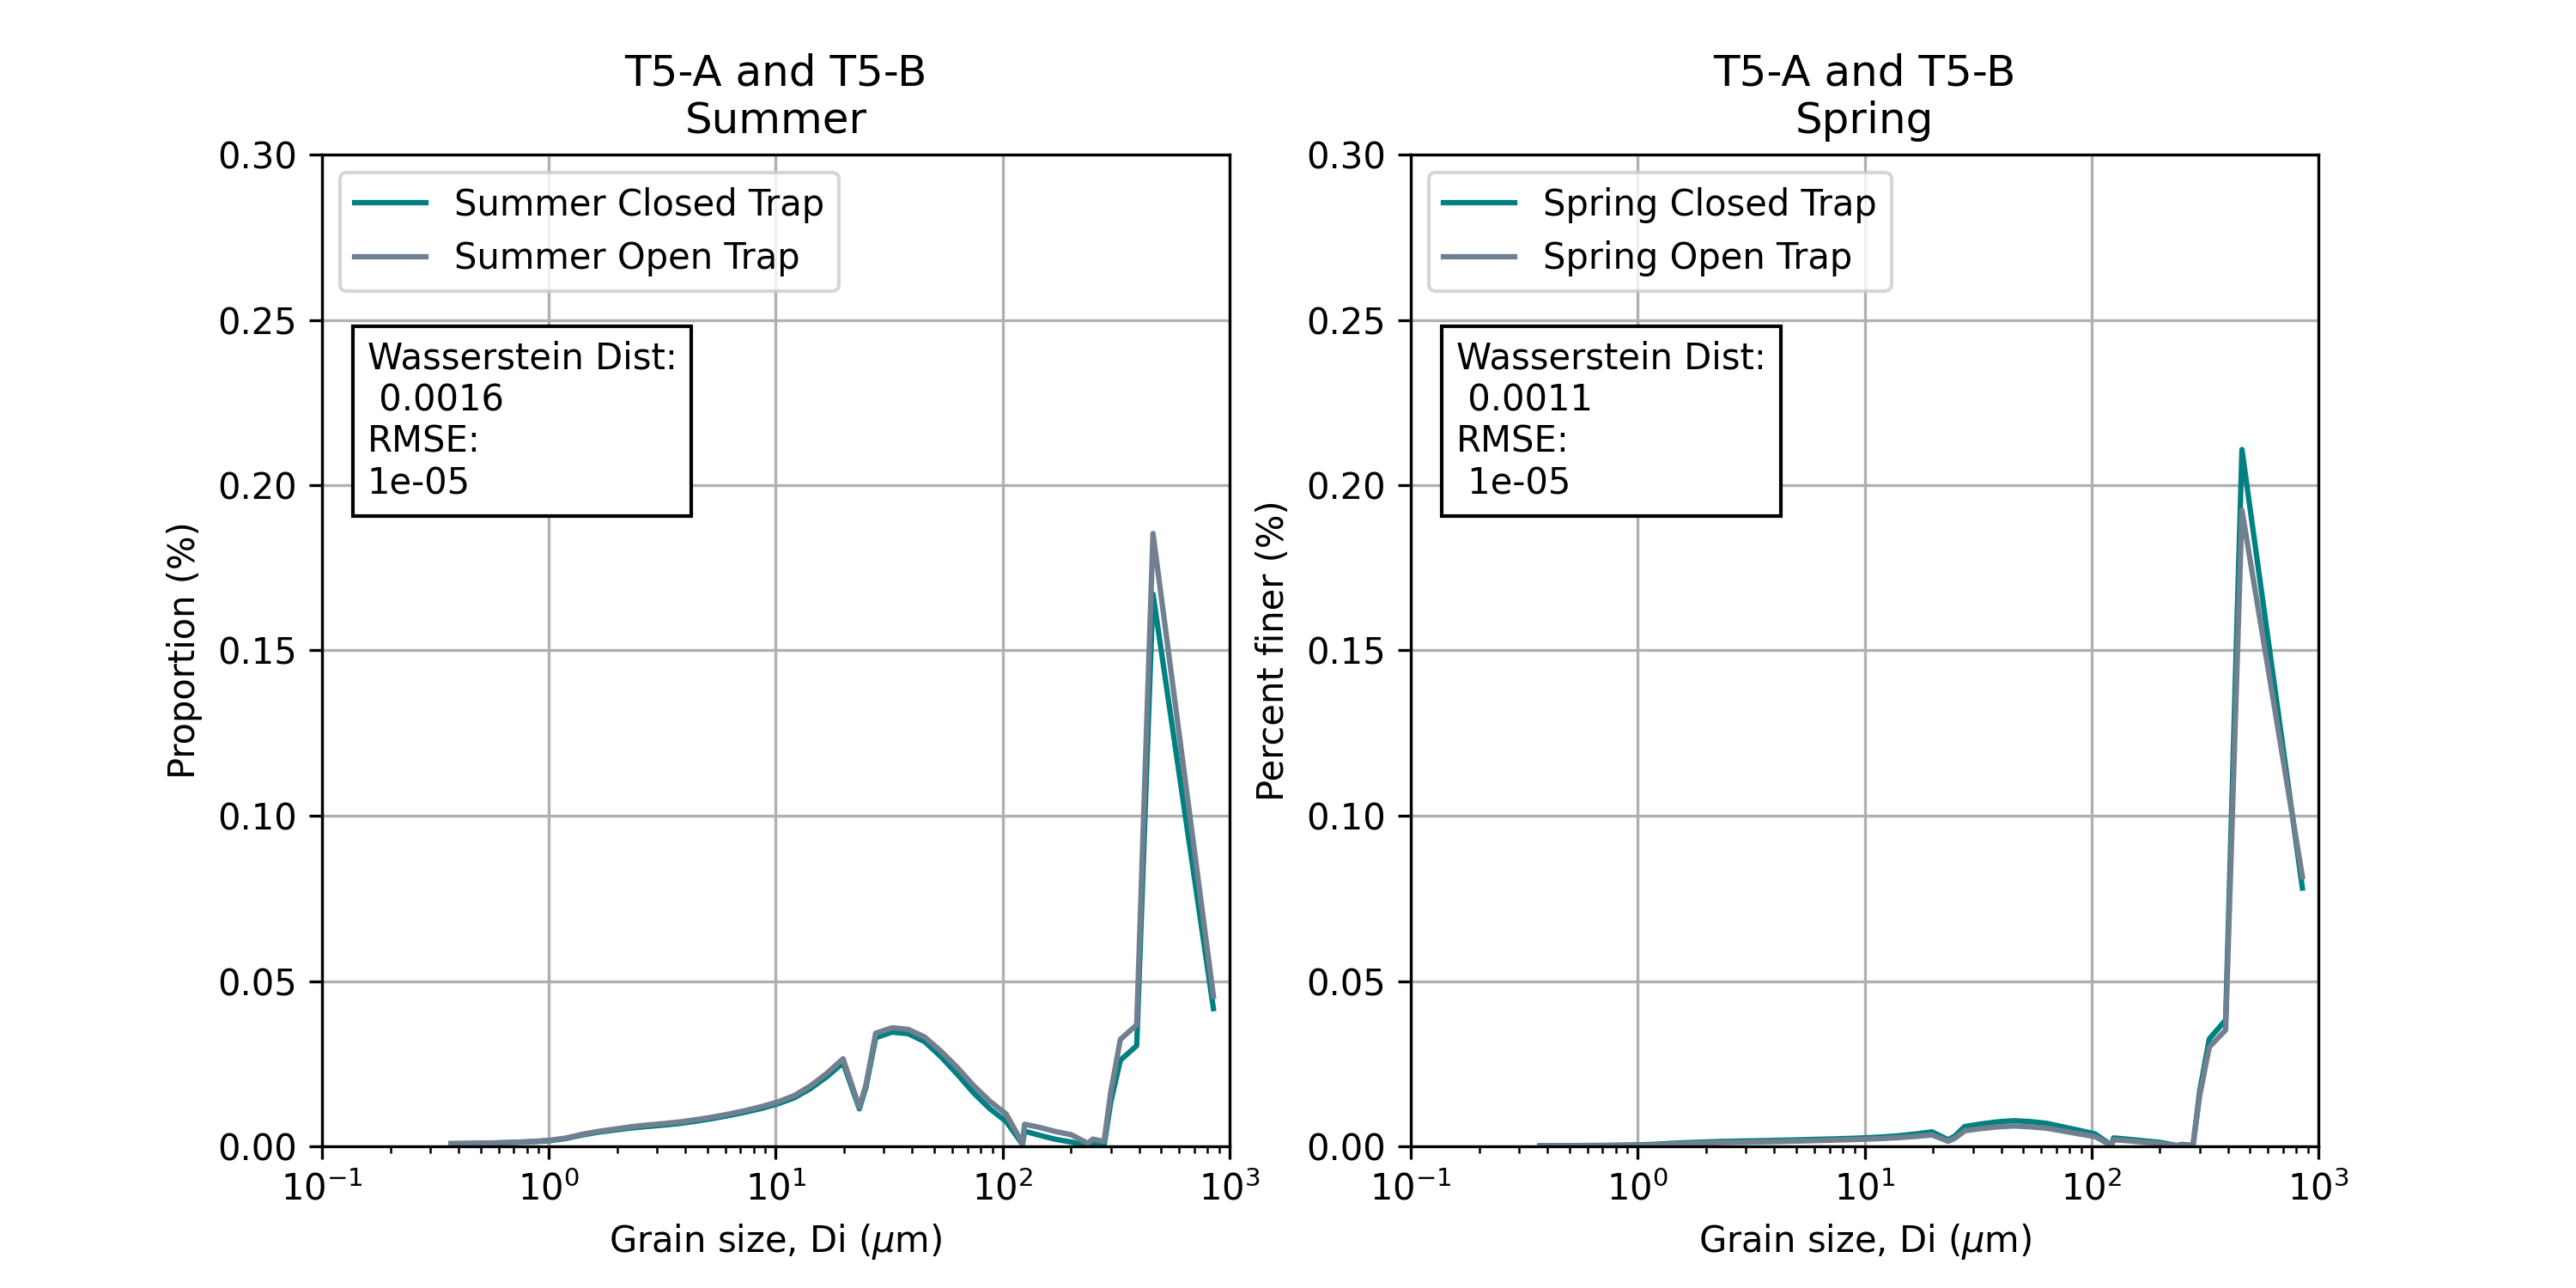 T5-A and T5-B
Summer
0.30
0.25
0.20
0.15
0.10
0.05
0.00
Proportion (%)
Summer Closed Trap
Summer Open Trap
Wasserstein Dist:
0.0016
RMSE:
1e-05
10⁻¹ 10⁰ 10¹ 10² 10³
Grain size, Di (μm)
T5-A and T5-B
Spring
0.30
0.25
0.20
0.15
0.10
0.05
0.00
Percent finer (%)
Spring Closed Trap
Spring Open Trap
Wasserstein Dist:
0.0011
RMSE:
1e-05
10⁻¹ 10⁰ 10¹ 10² 10³
Grain size, Di (μm)